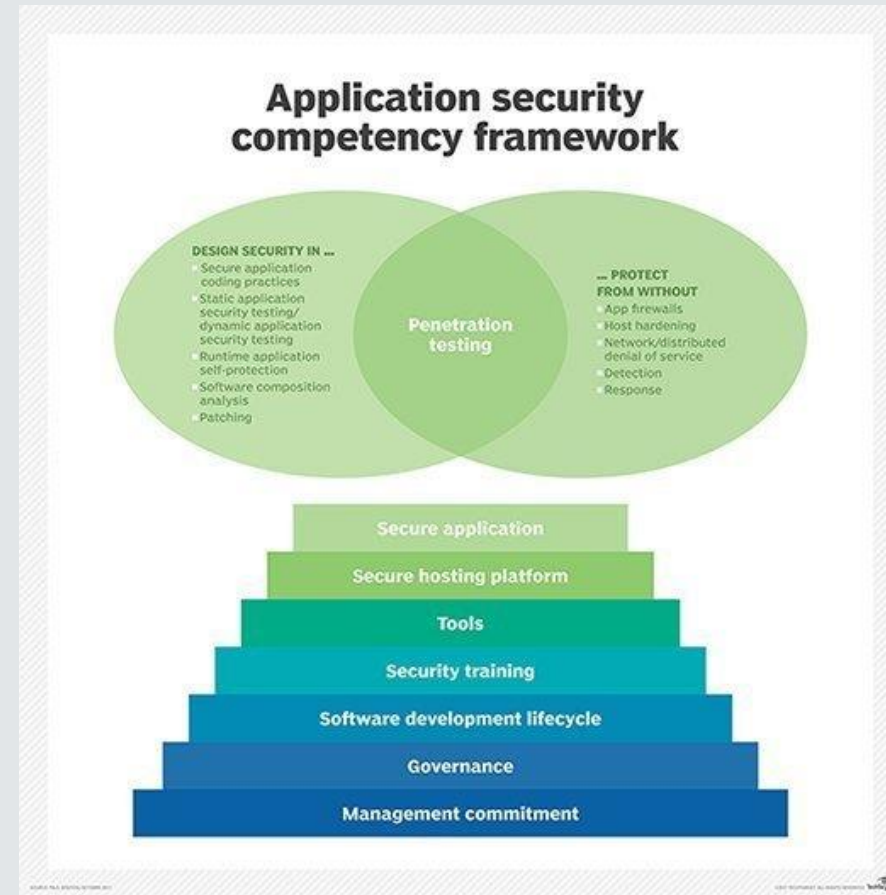 Application security
competency framework
DESIGN SECURITY IN ...
Secure application
coding practices
Static application
security testing/
dynamic application
security testing
Runtime application
self-protection
Software composition
analysis
Patching
Penetration
testing
... PROTECT
FROM WITHOUT
App firewalls
Host hardening
Network/distributed
denial of service
Detection
Response
Secure application
Secure hosting platform
Tools
Security training
Software development lifecycle
Governance
Management commitment